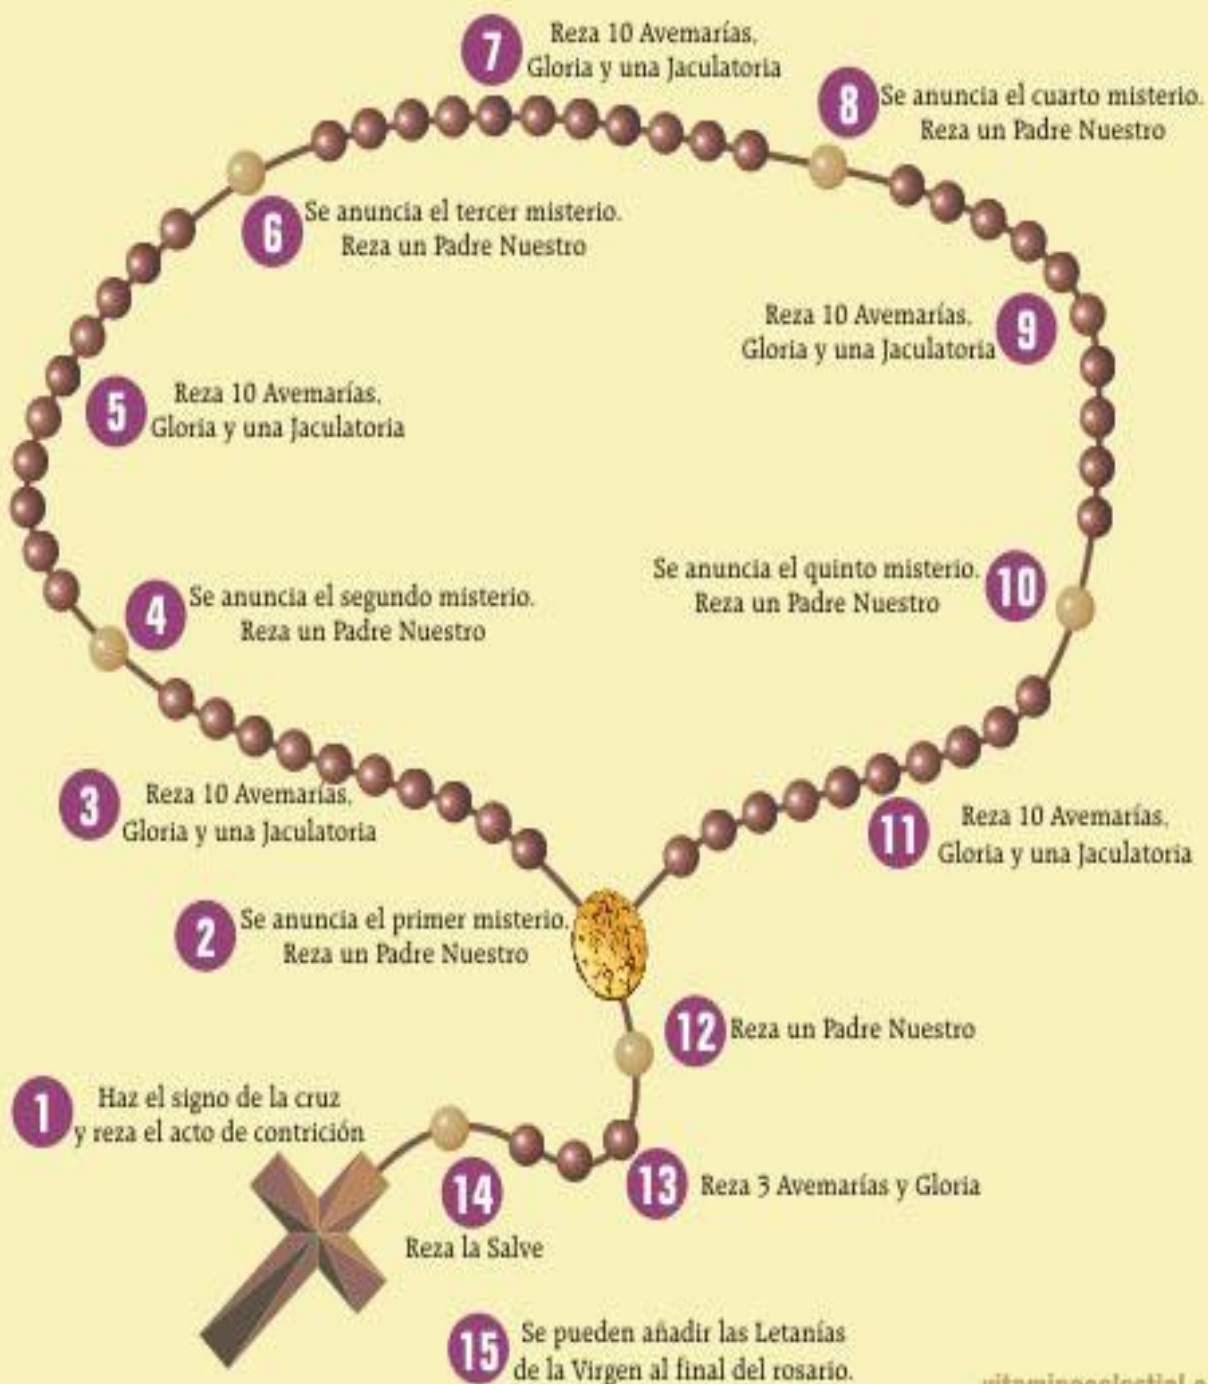 7
Reza 10 Avemarías,
Gloria y una Jaculatoria
8
Se anuncia el cuarto misterio.
Reza un Padre Nuestro
6
Se anuncia el tercer misterio.
Reza un Padre Nuestro
9
Reza 10 Avemarías,
Gloria y una Jaculatoria
5
Reza 10 Avemarías,
Gloria y una Jaculatoria
10
Se anuncia el quinto misterio.
Reza un Padre Nuestro
4
Se anuncia el segundo misterio.
Reza un Padre Nuestro
3
Reza 10 Avemarías,
Gloria y una Jaculatoria
11
Reza 10 Avemarías,
Gloria y una Jaculatoria
2
Se anuncia el primer misterio.
Reza un Padre Nuestro
12
Reza un Padre Nuestro
1
Haz el signo de la cruz
y reza el acto de contrición
13
Reza 3 Avemarías y Gloria
14
Reza la Salve
15
Se pueden añadir las Letanías
de la Virgen al final del rosario.